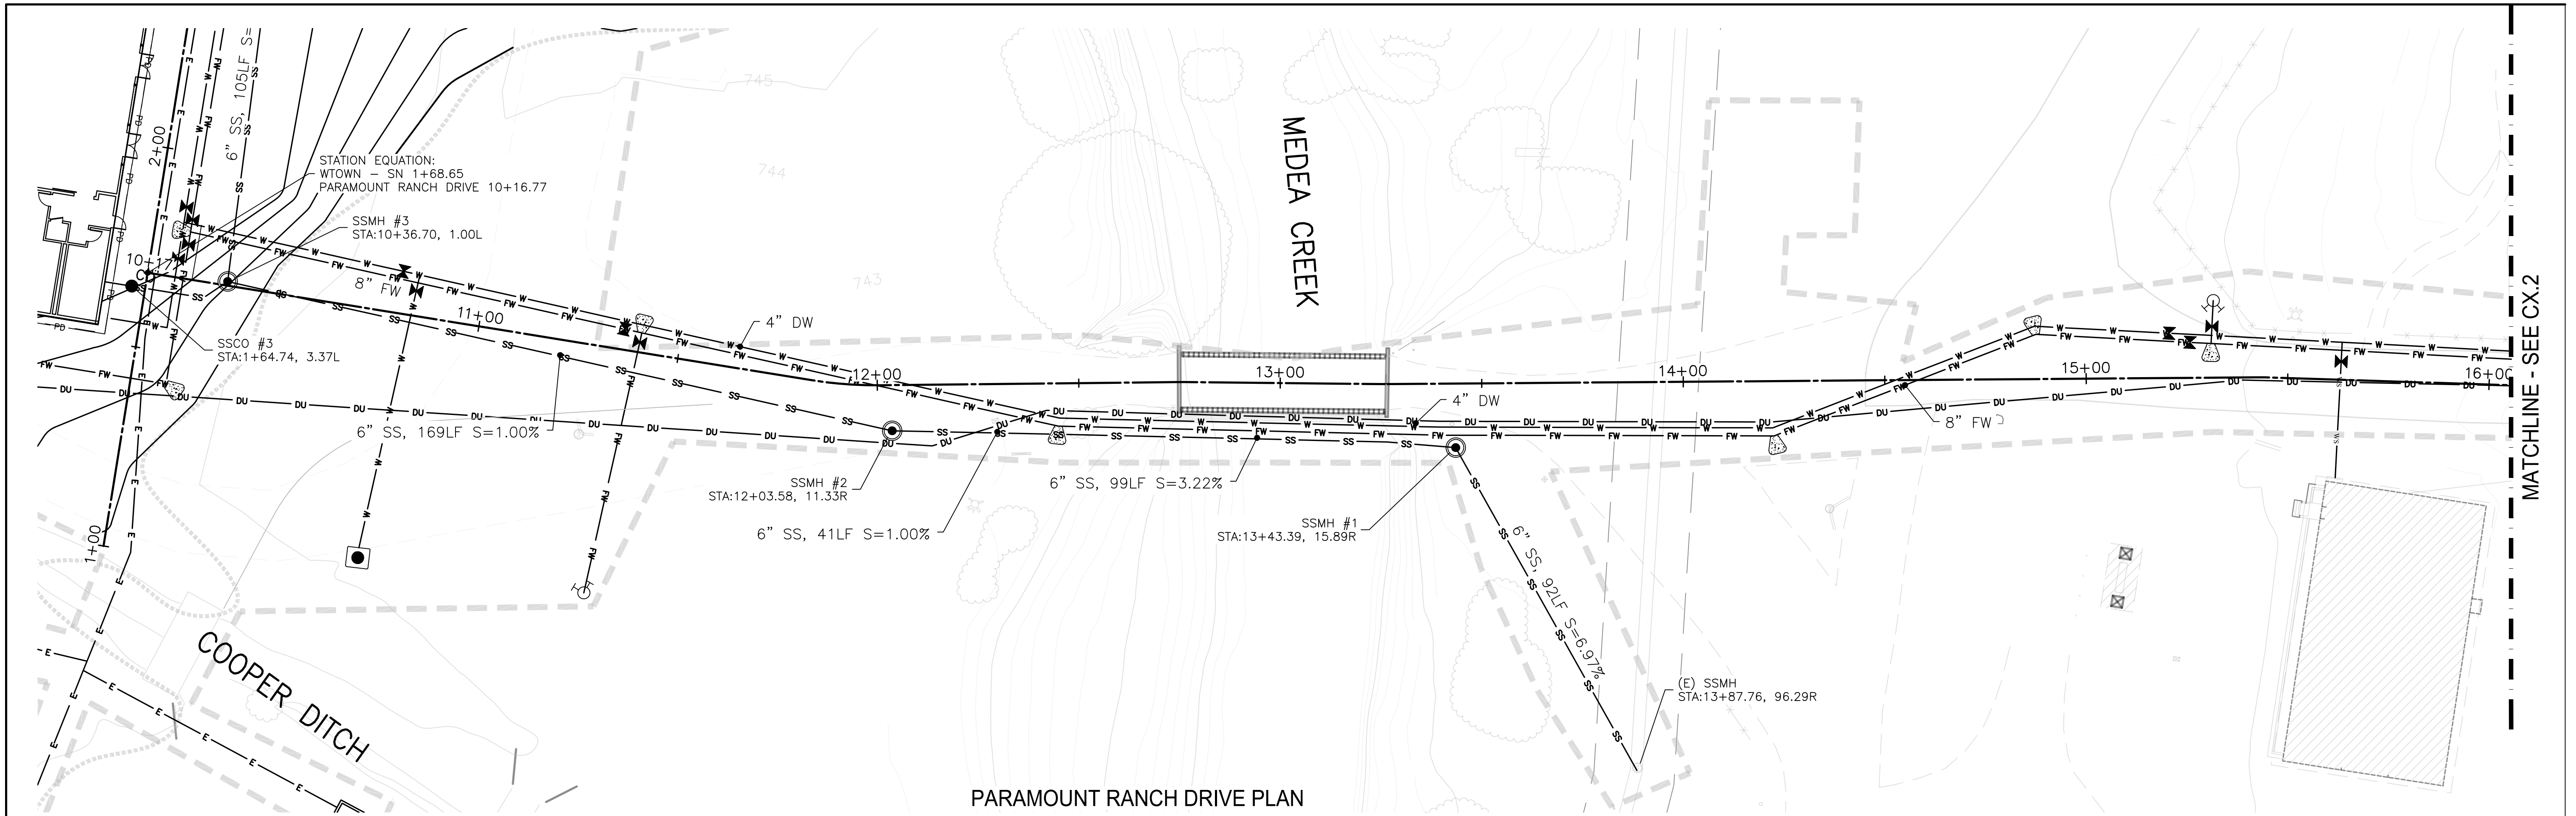 6" SS, 105LF S=
745
744
743
2+00
STATION EQUATION:
WTOWN - SN 1+68.65
PARAMOUNT RANCH DRIVE 10+16.77
SSMH #3
STA:10+36.70, 1.00L
MEDEA CREEK
10+17
8" FW
11+00
SSCO #3
STA:1+64.74, 3.37L
4" DW
12+00
13+00
14+00
15+00
16+00
MATCHLINE - SEE CX.2
4" DW
8" FW
6" SS, 169LF S=1.00%
SSMH #2
STA:12+03.58, 11.33R
6" SS, 99LF S=3.22%
6" SS, 41LF S=1.00%
SSMH #1
STA:13+43.39, 15.89R
1+00
6" SS, 92LF S=6.97%
COOPER DITCH
(E) SSMH
STA:13+87.76, 96.29R
PARAMOUNT RANCH DRIVE PLAN